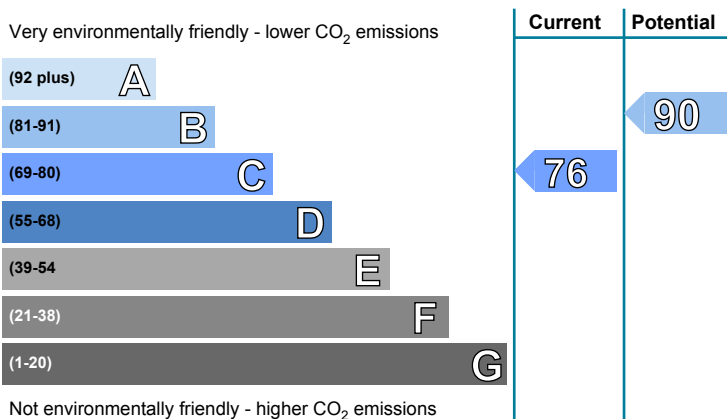 Very environmentally friendly - lower CO2 emissions
Current
Potential
(92 plus) A
(81-91) B
90
(69-80) C
76
(55-68) D
(39-54 E
(21-38) F
(1-20) G
Not environmentally friendly - higher CO2 emissions